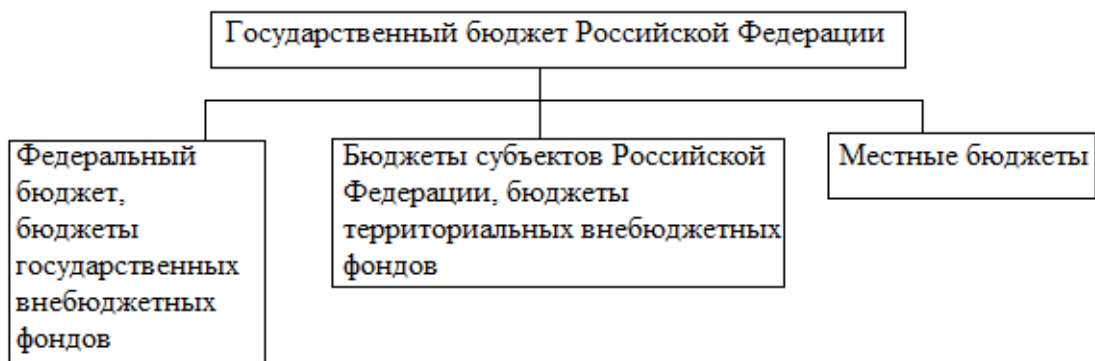 Государственный бюджет Российской Федерации
Федеральный
бюджет,
бюджеты
государственных
внебюджетных
фондов
Бюджеты субъектов Российской
Федерации, бюджеты
территориальных внебюджетных
фондов
Местные бюджеты